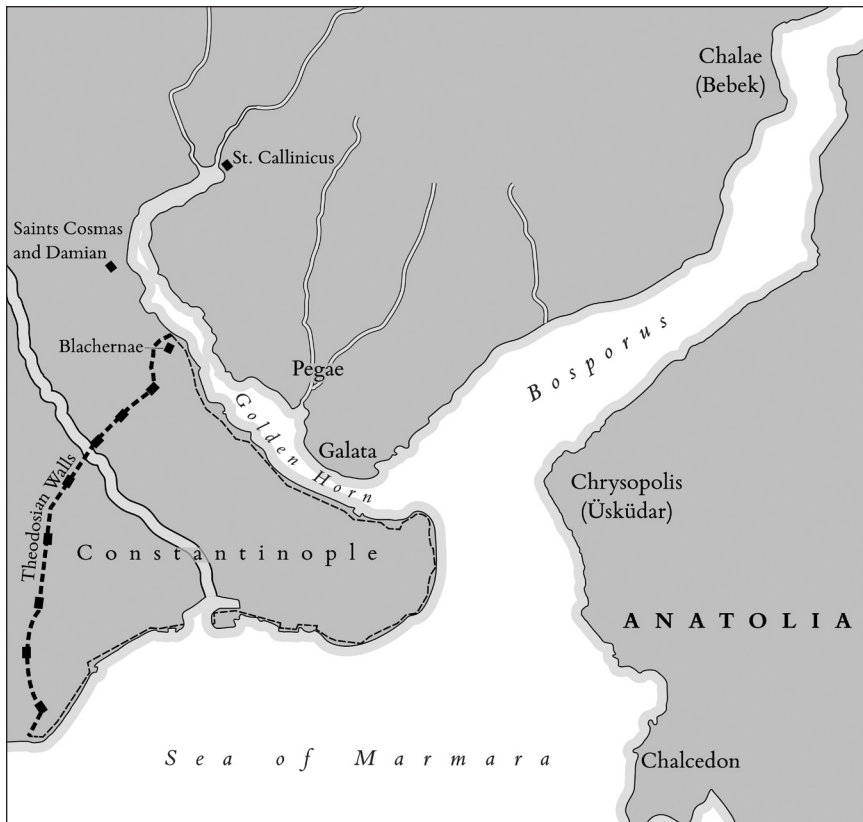 Chalae
(Bebek)
St. Callinicus
Saints Cosmas
and Damian
Blachernae
Pegae
Bosporus
Golden Horn
Galata
Theodosian Walls
Chrysopolis
(Üsküdar)
Constantinople
ANATOLIA
Sea of Marmara
Chalcedon